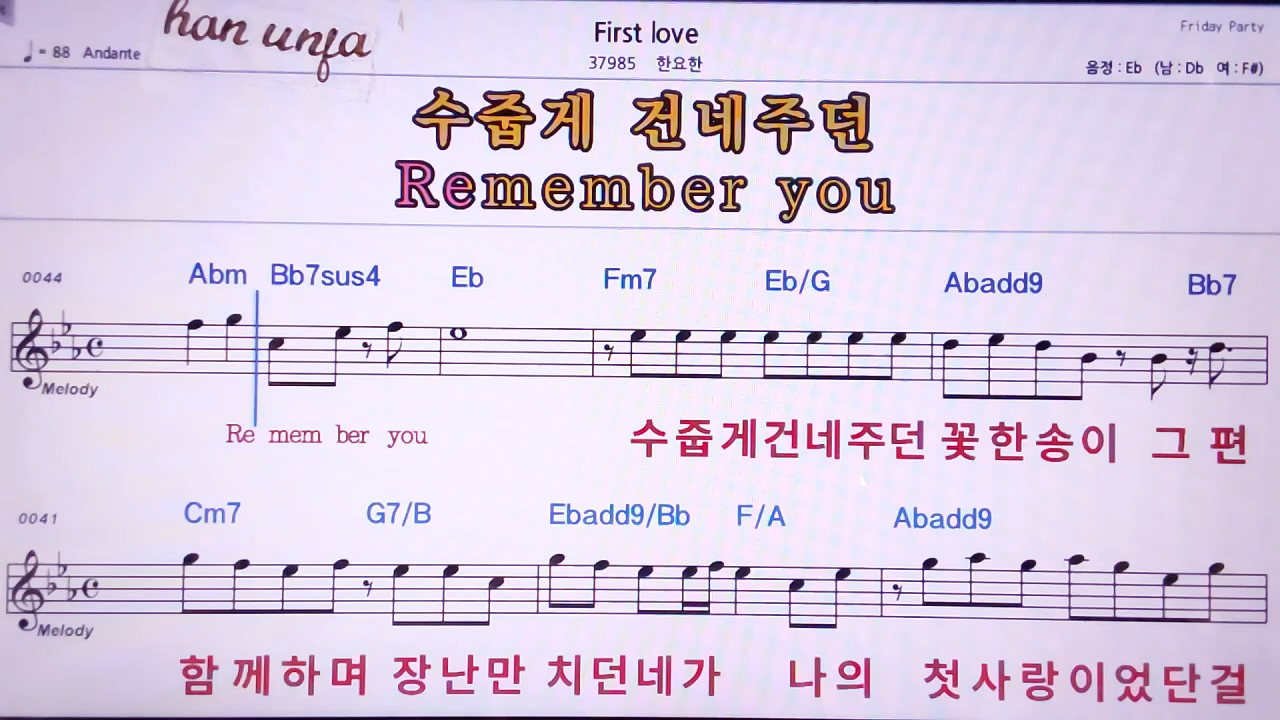 han unja
First love
Friday Party
♩= 88 Andante
37985 한요한
음정 : Eb (남 : Db 여 : F#)
수줍게 건네주던
Remember you
0044
Abm Bb7sus4 Eb Fm7 Eb/G Abadd9 Bb7
Melody
Re mem ber you 수줍게건네주던 꽃한송이 그 편
0041
Cm7 G7/B Ebadd9/Bb F/A Abadd9
Melody
함께하며 장난만 치던네가 나의 첫사랑이었단걸